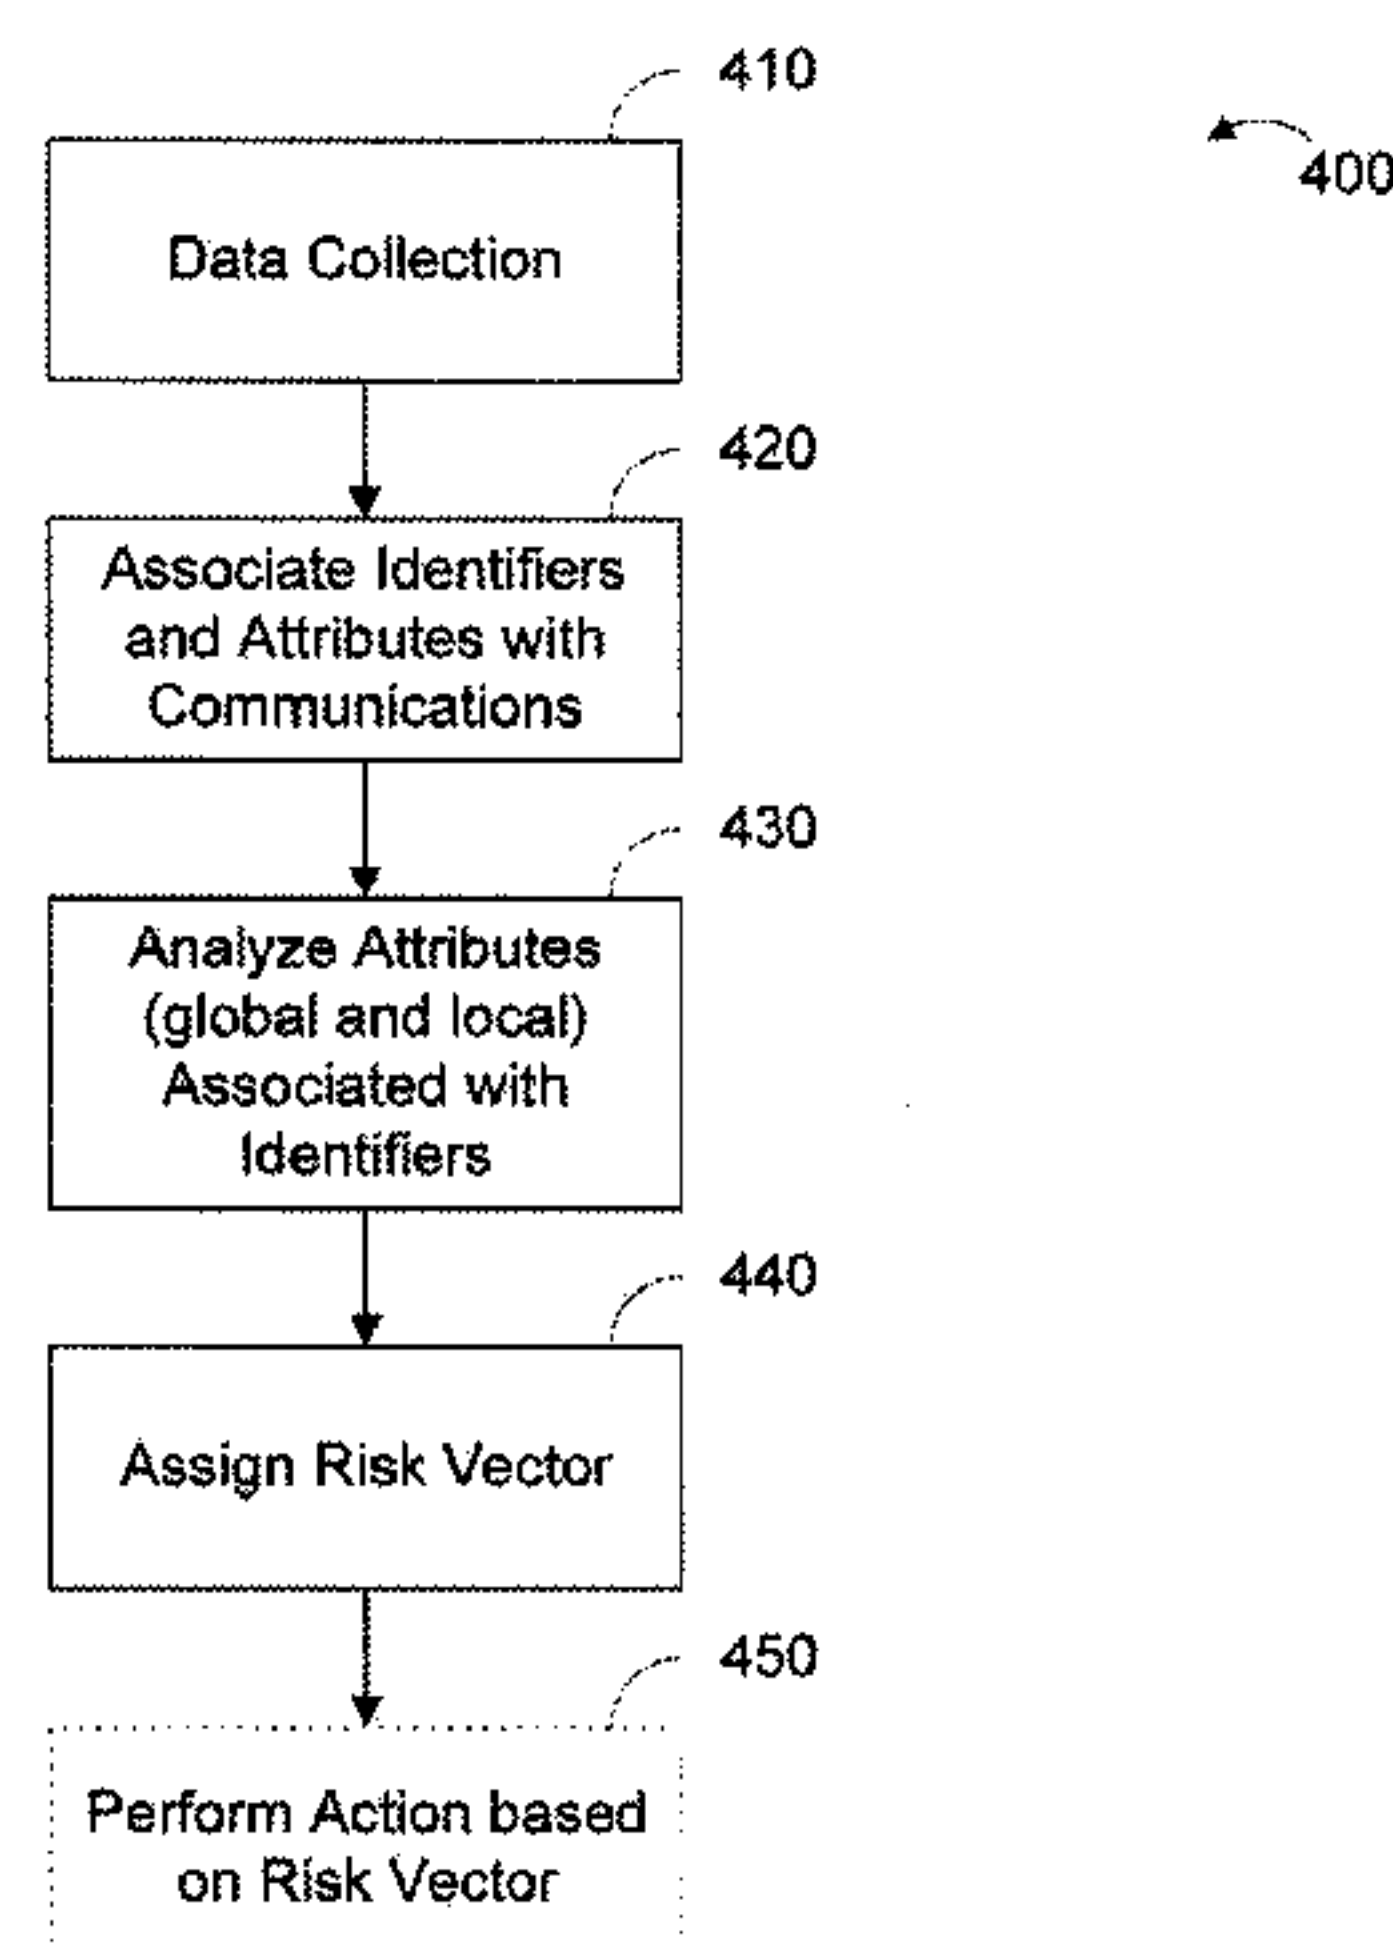 410
400
Data Collection
420
Associate Identifiers
and Attributes with
Communications
430
Analyze Attributes
(global and local)
Associated with
Identifiers
440
Assign Risk Vector
450
Perform Action based
on Risk Vector